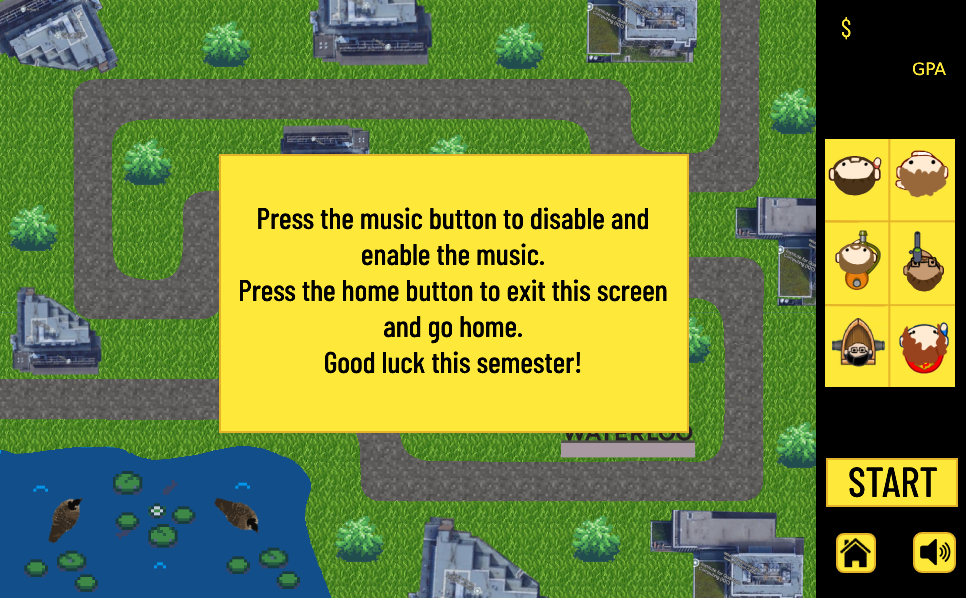 $
GPA
Press the music button to disable and
enable the music.
Press the home button to exit this screen
and go home.
Good luck this semester!
WATERLOO
START